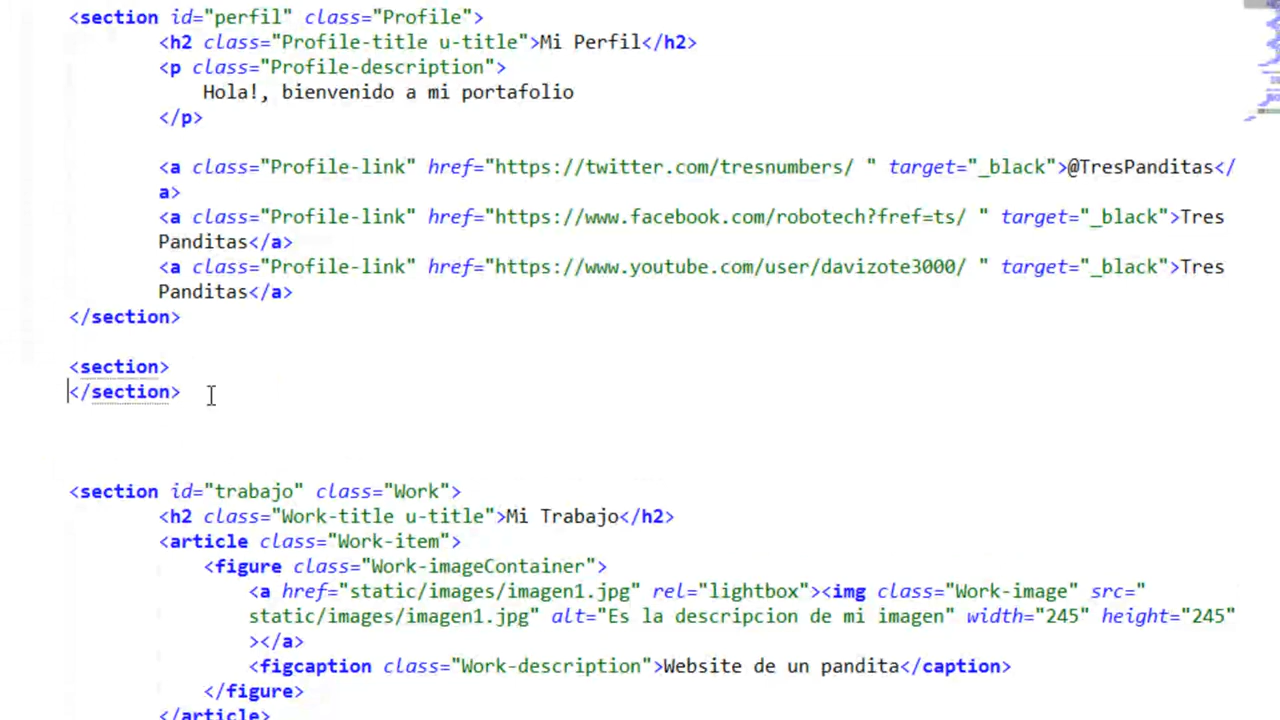 <section id="perfil" class="Profile">
<h2 class="Profile-title u-title">Mi Perfil</h2>
<p class="Profile-description">
Hola!, bienvenido a mi portafolio
</p>
<a class="Profile-link" href="https://twitter.com/tresnumbers/ " target="_black">@TresPanditas</
a>
<a class="Profile-link" href="https://www.facebook.com/robotech?fref=ts/ " target="_black">Tres
Panditas</a>
<a class="Profile-link" href="https://www.youtube.com/user/davizote3000/ " target="_black">Tres
Panditas</a>
</section>
<section>
</section>
<section id="trabajo" class="Work">
<h2 class="Work-title u-title">Mi Trabajo</h2>
<article class="Work-item">
<figure class="Work-imageContainer">
<a href="static/images/imagen1.jpg" rel="lightbox"><img class="Work-image" src="
static/images/imagen1.jpg" alt="Es la descripcion de mi imagen" width="245" height="245"
></a>
<figcaption class="Work-description">Website de un pandita</caption>
</figure>
</article>